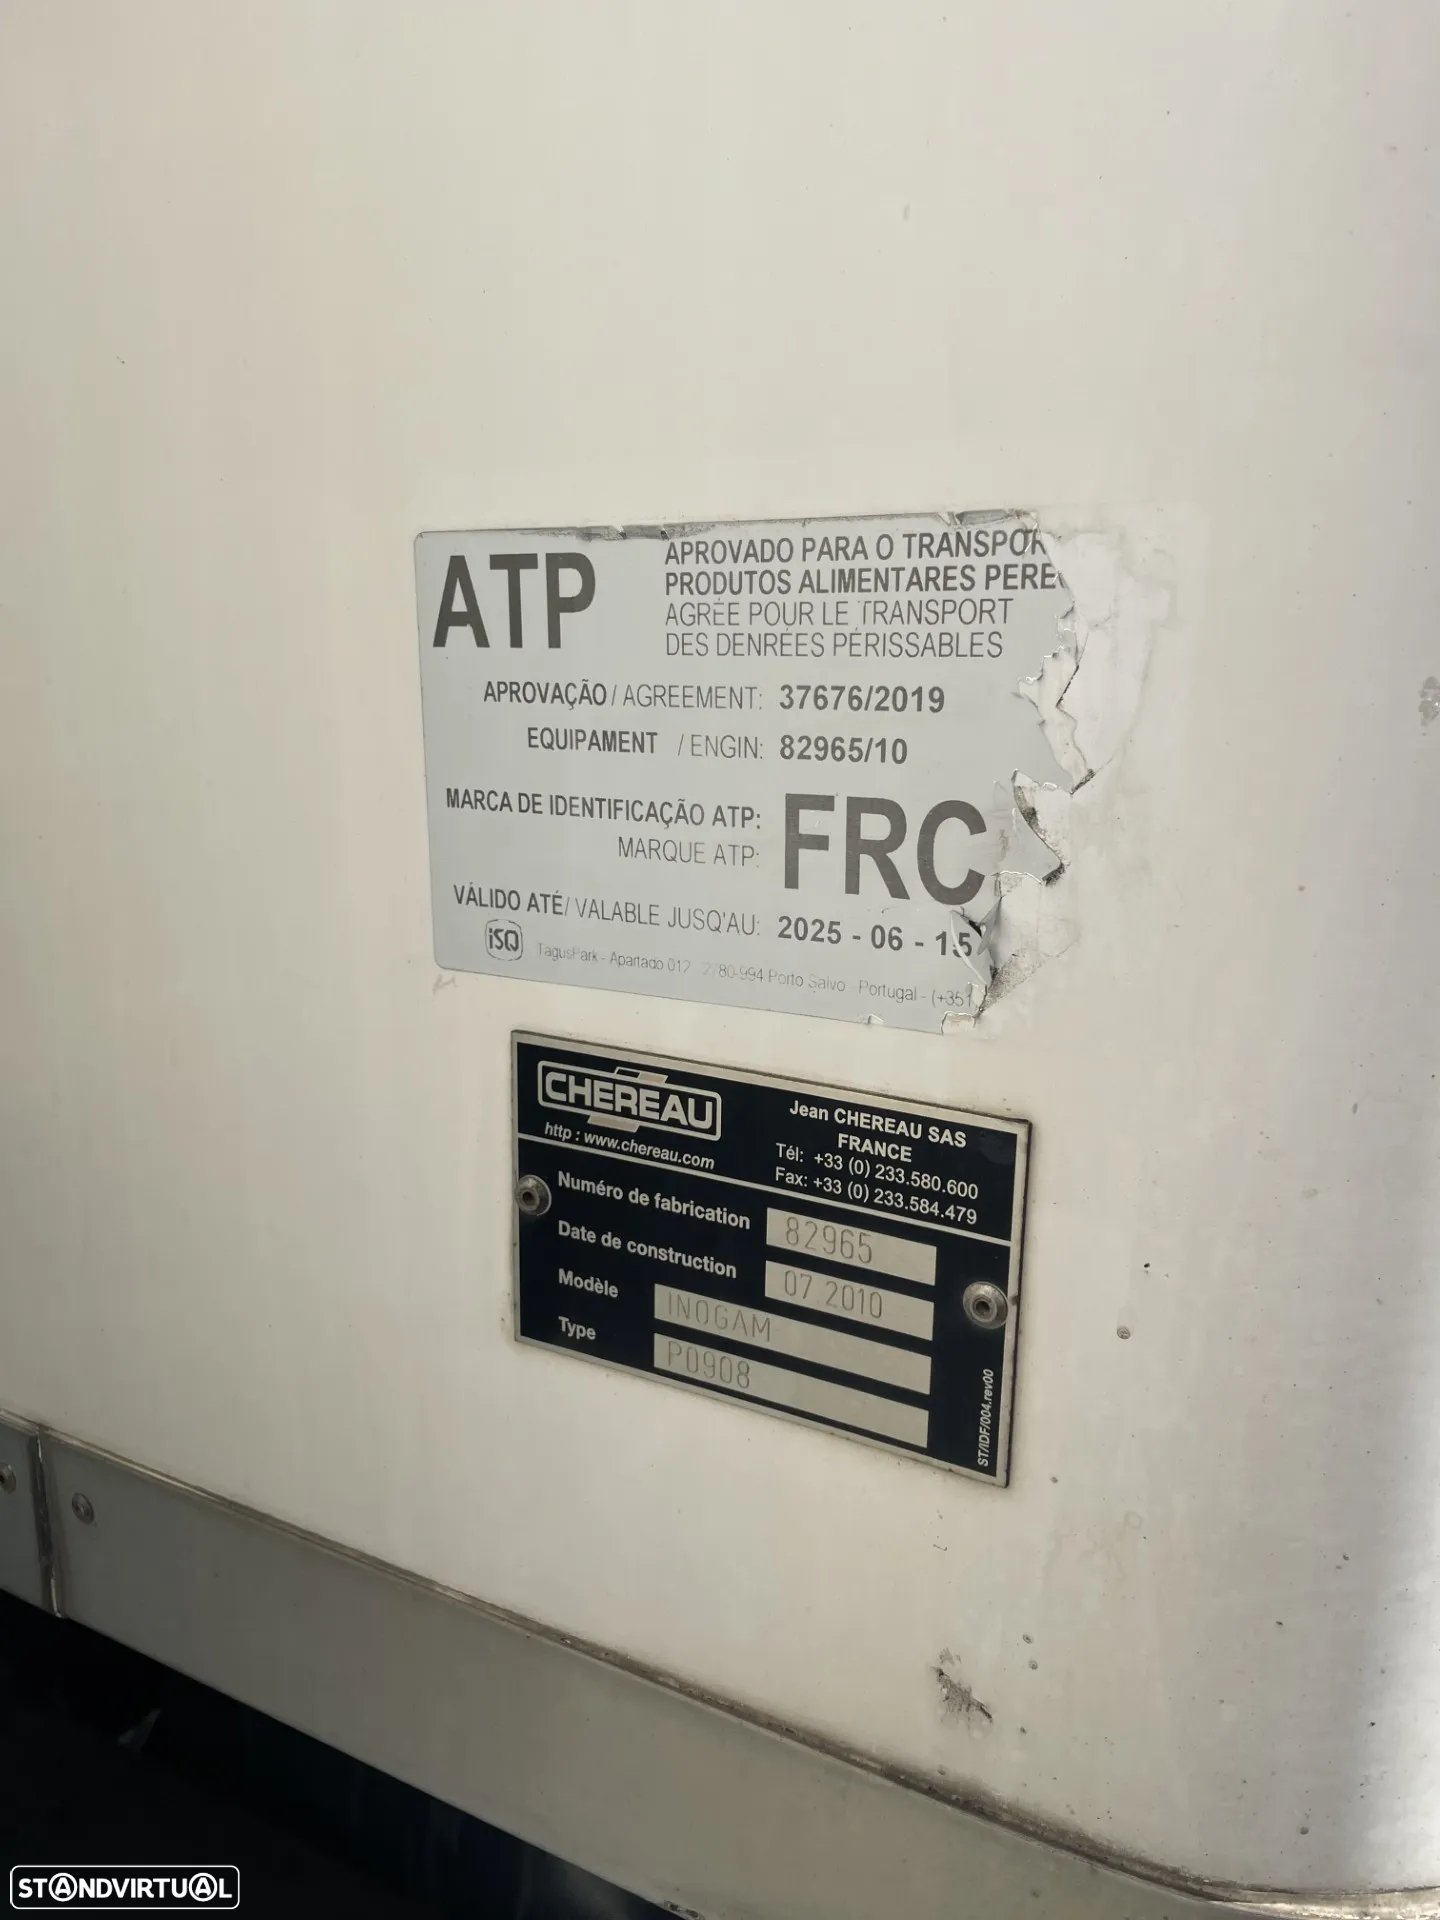 ATP
APROVADO PARA O TRANSPOR
PRODUTOS ALIMENTARES PERE
AGRÉE POUR LE TRANSPORT
DES DENRÉES PÉRISSABLES
APROVAÇÃO / AGREEMENT: 37676/2019
EQUIPAMENT / ENGIN: 82965/10
MARCA DE IDENTIFICAÇÃO ATP: FRC
MARQUE ATP:
VÁLIDO ATÉ/ VALABLE JUSQ'AU: 2025 - 06 - 15
iSQ TagusPark - Apartado 012 2780-994 Porto Salvo Portugal - (+351
CHEREAU
http : www.chereau.com
Jean CHEREAU SAS
FRANCE
Tél: +33 (0) 233.580.600
Fax: +33 (0) 233.584.479
Numéro de fabrication 82965
Date de construction 07.2010
Modèle INOGAM
Type P0908
ST/IDF/004.rev00
STANDVIRTUAL